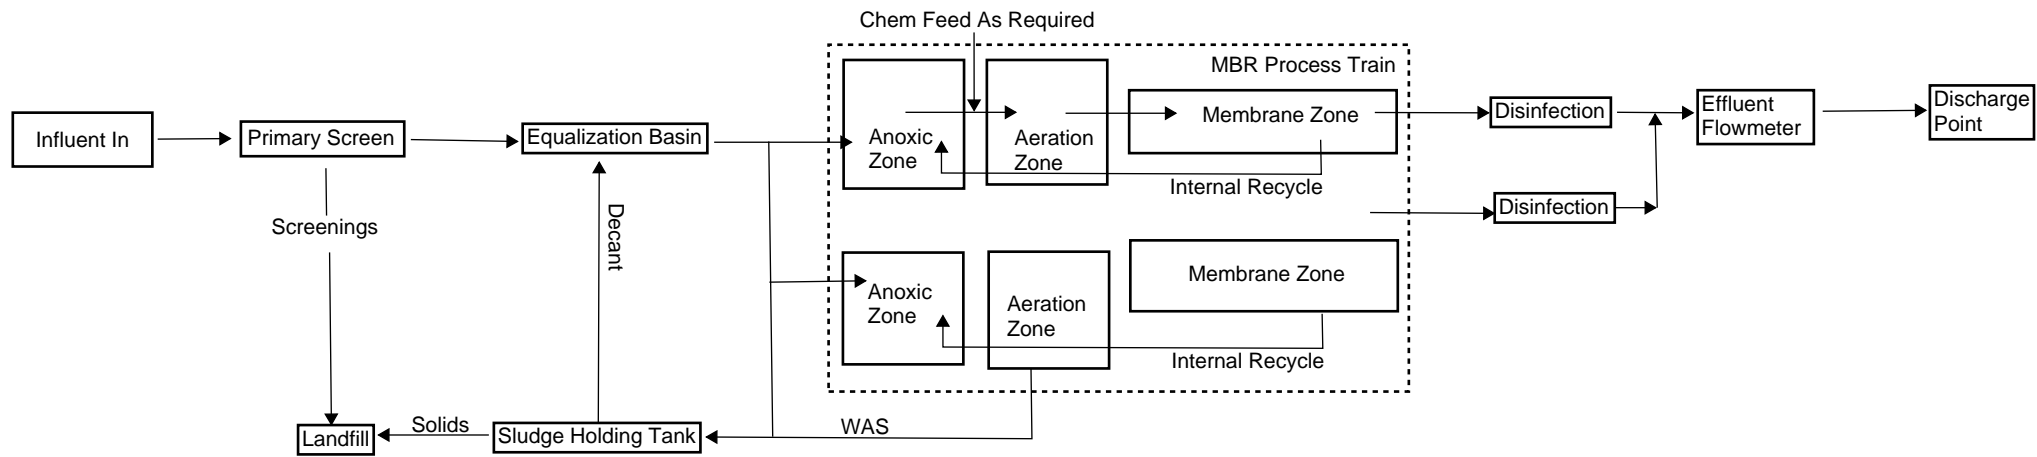 Chem Feed As Required
MBR Process Train
Influent In
Primary Screen
Equalization Basin
Anoxic
Zone
Aeration
Zone
Membrane Zone
Internal Recycle
Disinfection
Effluent
Flowmeter
Discharge
Point
Screenings
Decant
Disinfection
Anoxic
Zone
Aeration
Zone
Membrane Zone
Internal Recycle
Landfill
Solids
Sludge Holding Tank
WAS